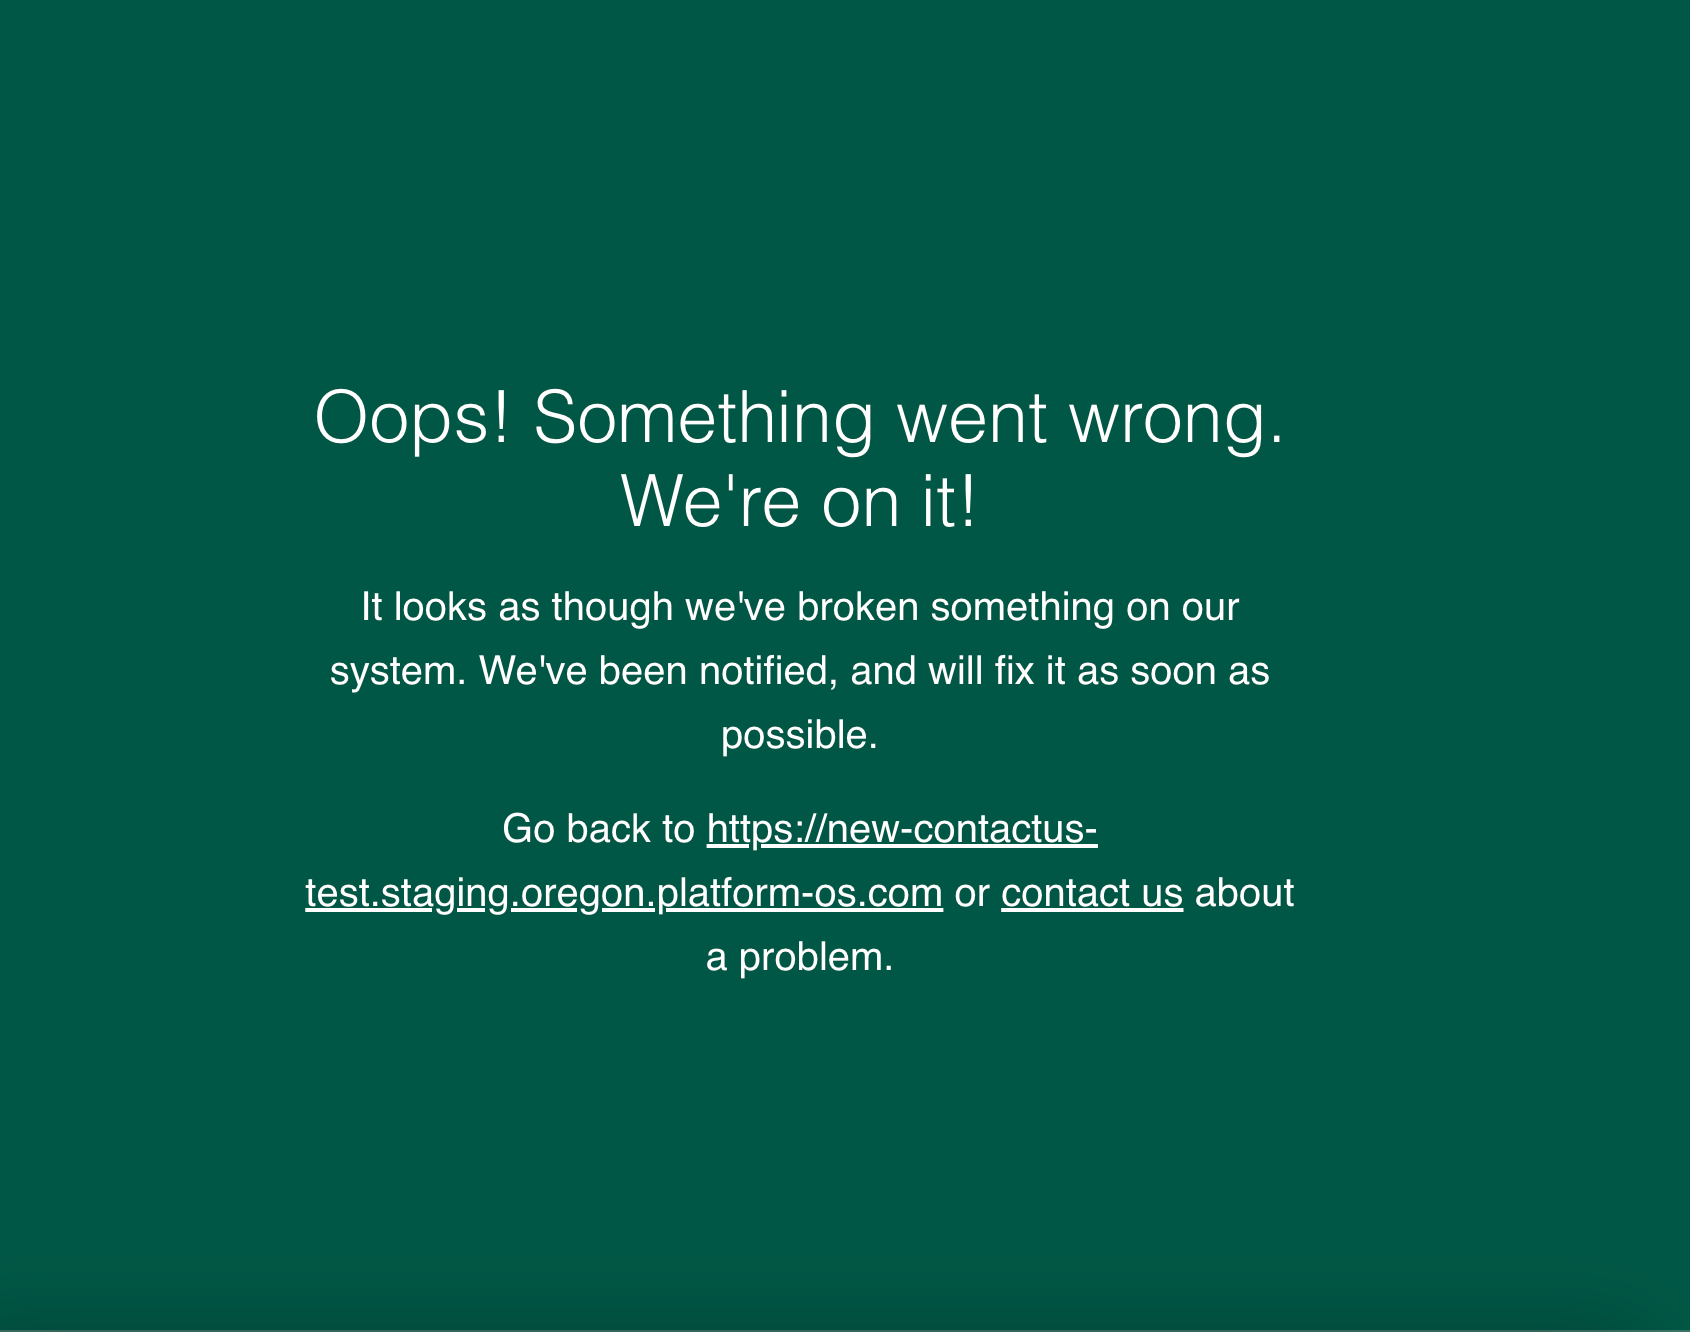 Oops! Something went wrong.
We're on it!
It looks as though we've broken something on our
system. We've been notified, and will fix it as soon as
possible.
Go back to https://new-contactus-
test.staging.oregon.platform-os.com or contact us about
a problem.